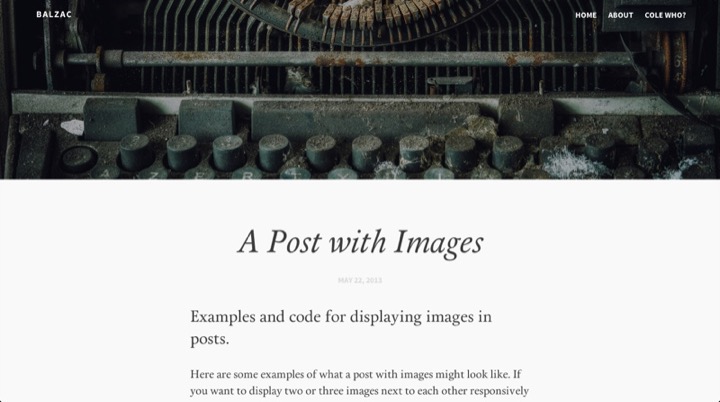 BALZAC
HOME ABOUT COLE WHO?
A Post with Images
MAY 22, 2013
Examples and code for displaying images in
posts.
Here are some examples of what a post with images might look like. If
you want to display two or three images next to each other responsively